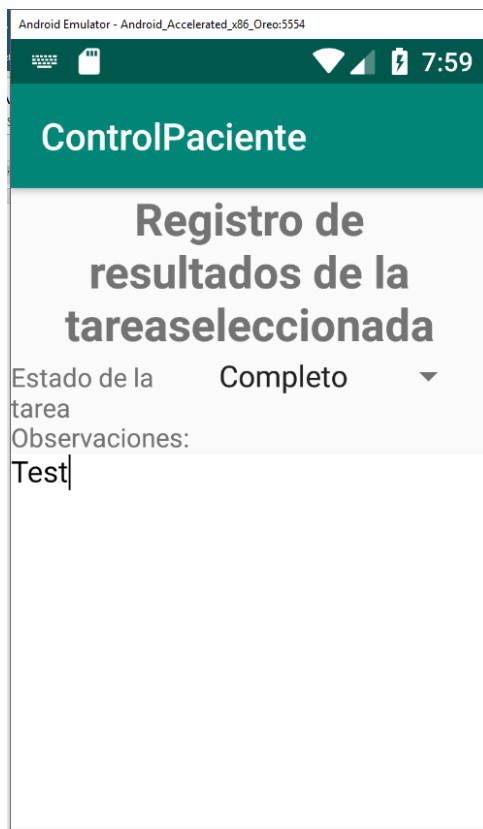 Android Emulator - Android_Accelerated_x86_Oreo:5554
7:59
ControlPaciente
Registro de
resultados de la
tareaseleccionada
Estado de la
tarea
Completo
Observaciones:
Test